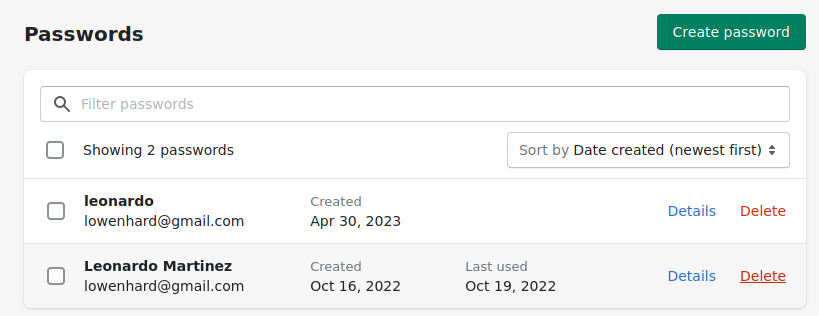 Passwords
Create password
Filter passwords
Showing 2 passwords
Sort by Date created (newest first)
leonardo
lowenhard@gmail.com
Created
Apr 30, 2023
Details
Delete
Leonardo Martinez
lowenhard@gmail.com
Created
Oct 16, 2022
Last used
Oct 19, 2022
Details
Delete